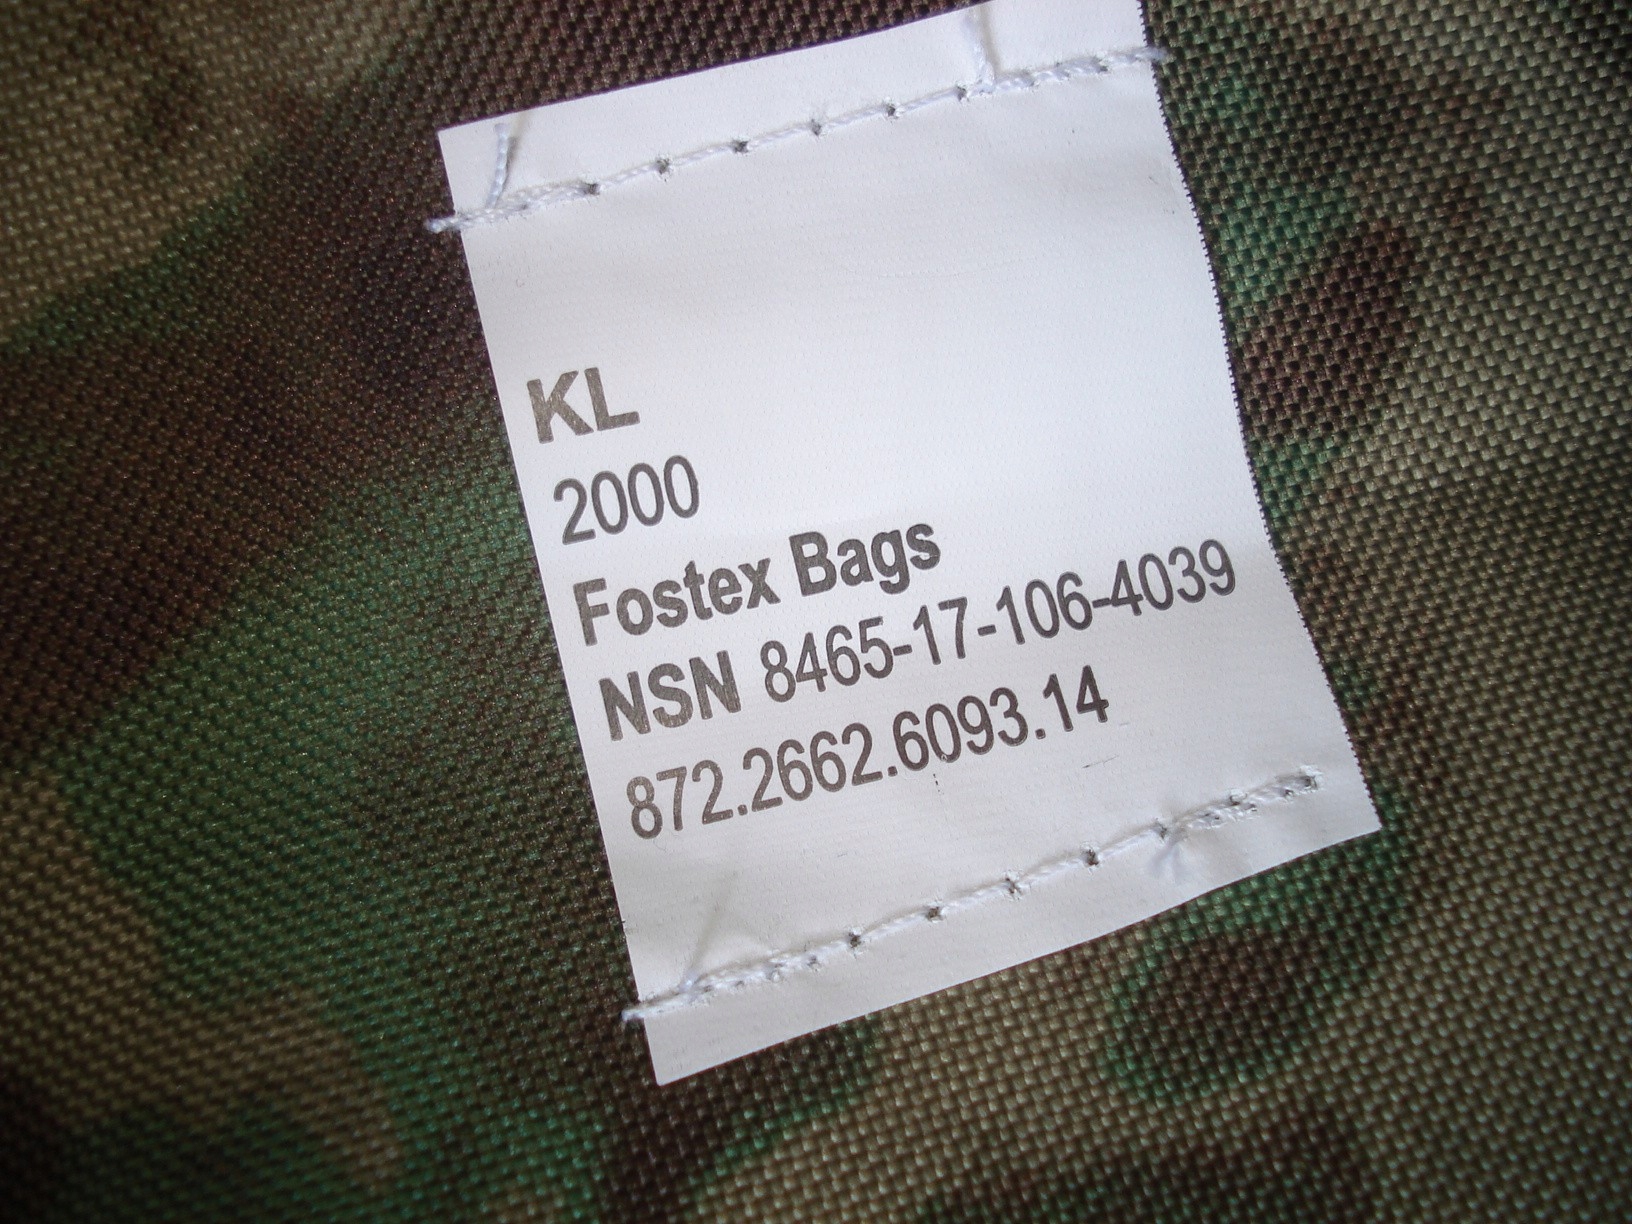 KL
2000
Fostex Bags
NSN 8465-17-106-4039
872.2662.6093.14